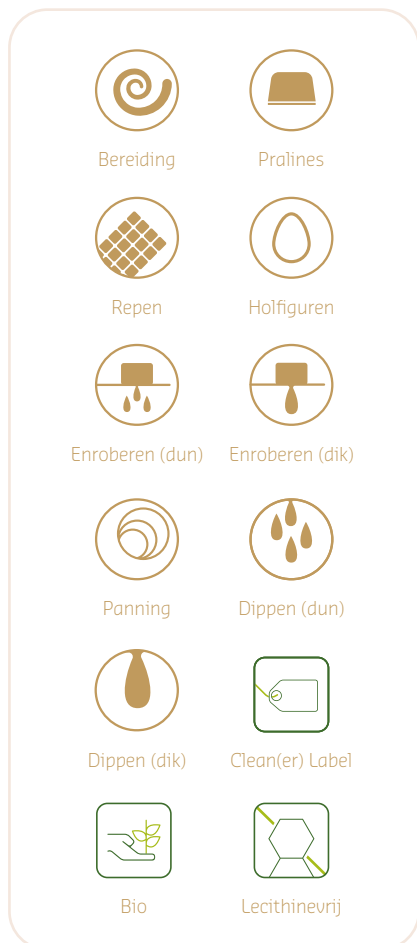 Bereiding
Pralines
Repen
Holfiguren
Enroberen (dun)
Enroberen (dik)
Panning
Dippen (dun)
Dippen (dik)
Clean(er) Label
Bio
Lecithinevrij